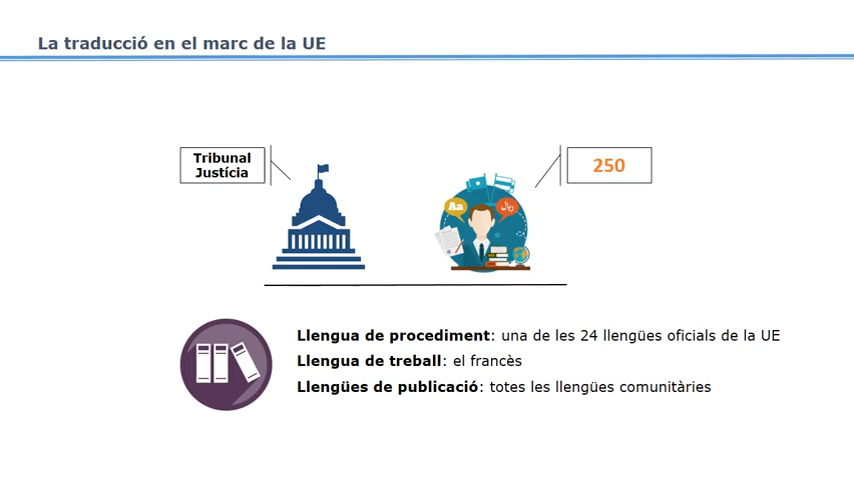 La traducció en el marc de la UE
Tribunal
Justícia
250
Aa
﷼
Llengua de procediment: una de les 24 llengües oficials de la UE
Llengua de treball: el francès
Llengües de publicació: totes les llengües comunitàries